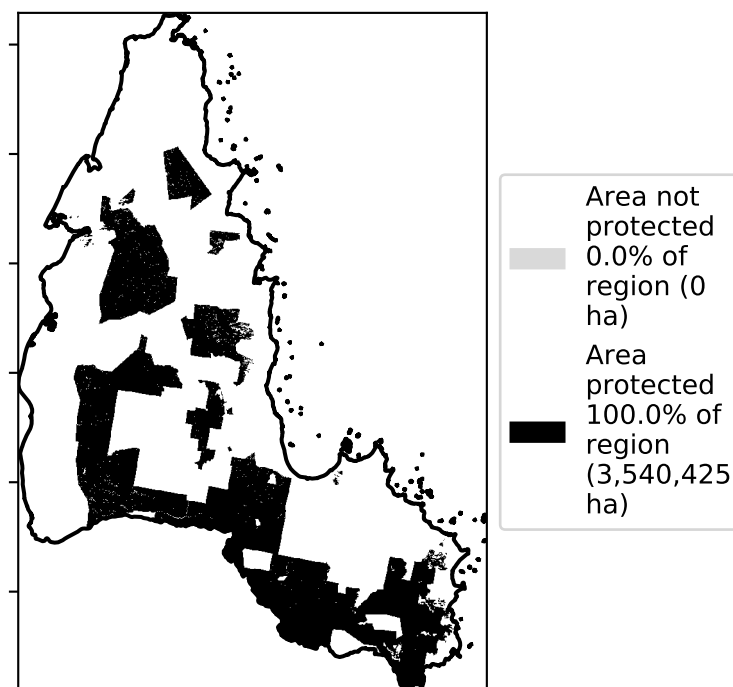 Area not
protected
0.0% of
region (0
ha)
Area
protected
100.0% of
region
(3,540,425
ha)